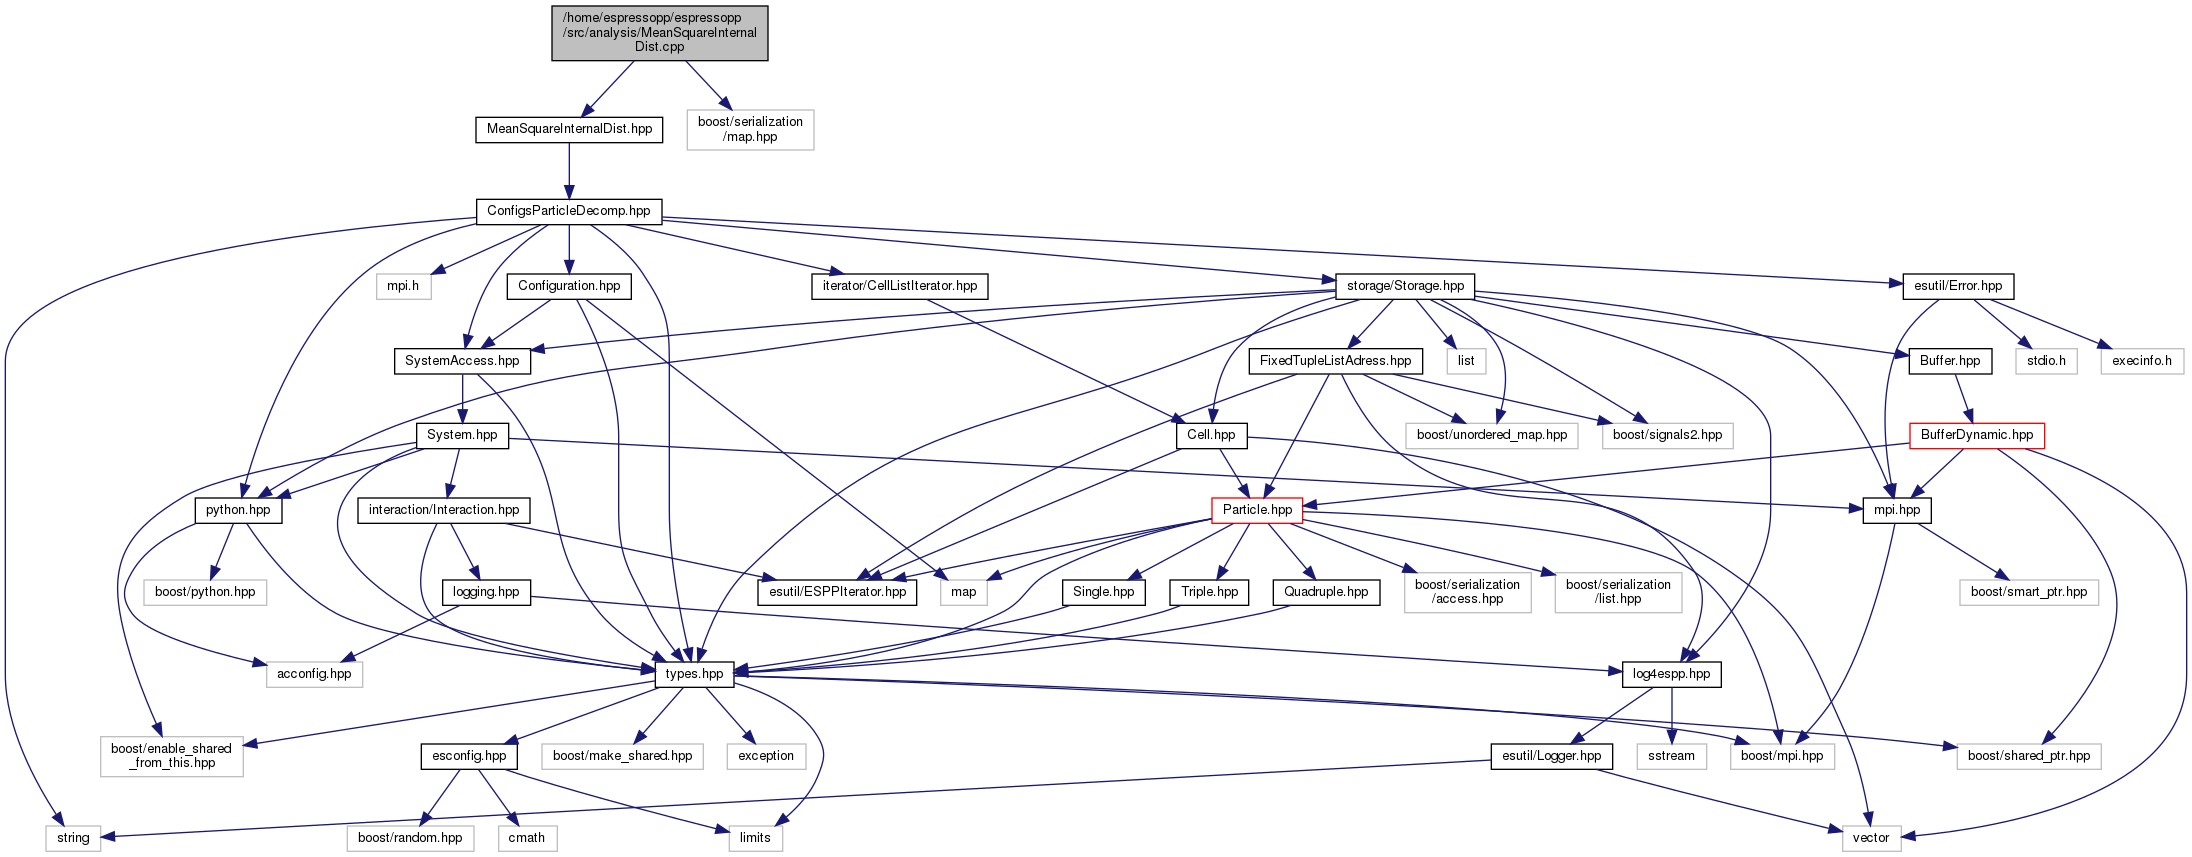 /home/espressopp/espressopp
/src/analysis/MeanSquareInternal
Dist.cpp
MeanSquareInternalDist.hpp
boost/serialization
/map.hpp
ConfigsParticleDecomp.hpp
mpi.h
Configuration.hpp
iterator/CellListIterator.hpp
storage/Storage.hpp
esutil/Error.hpp
SystemAccess.hpp
FixedTupleListAdress.hpp
list
Buffer.hpp
stdio.h
execinfo.h
System.hpp
Cell.hpp
boost/unordered_map.hpp
boost/signals2.hpp
BufferDynamic.hpp
python.hpp
interaction/Interaction.hpp
Particle.hpp
mpi.hpp
boost/python.hpp
logging.hpp
esutil/ESPPIterator.hpp
map
Single.hpp
Triple.hpp
Quadruple.hpp
boost/serialization
/access.hpp
boost/serialization
/list.hpp
boost/smart_ptr.hpp
acconfig.hpp
types.hpp
log4espp.hpp
boost/enable_shared
_from_this.hpp
esconfig.hpp
boost/make_shared.hpp
exception
esutil/Logger.hpp
sstream
boost/mpi.hpp
boost/shared_ptr.hpp
string
boost/random.hpp
cmath
limits
vector